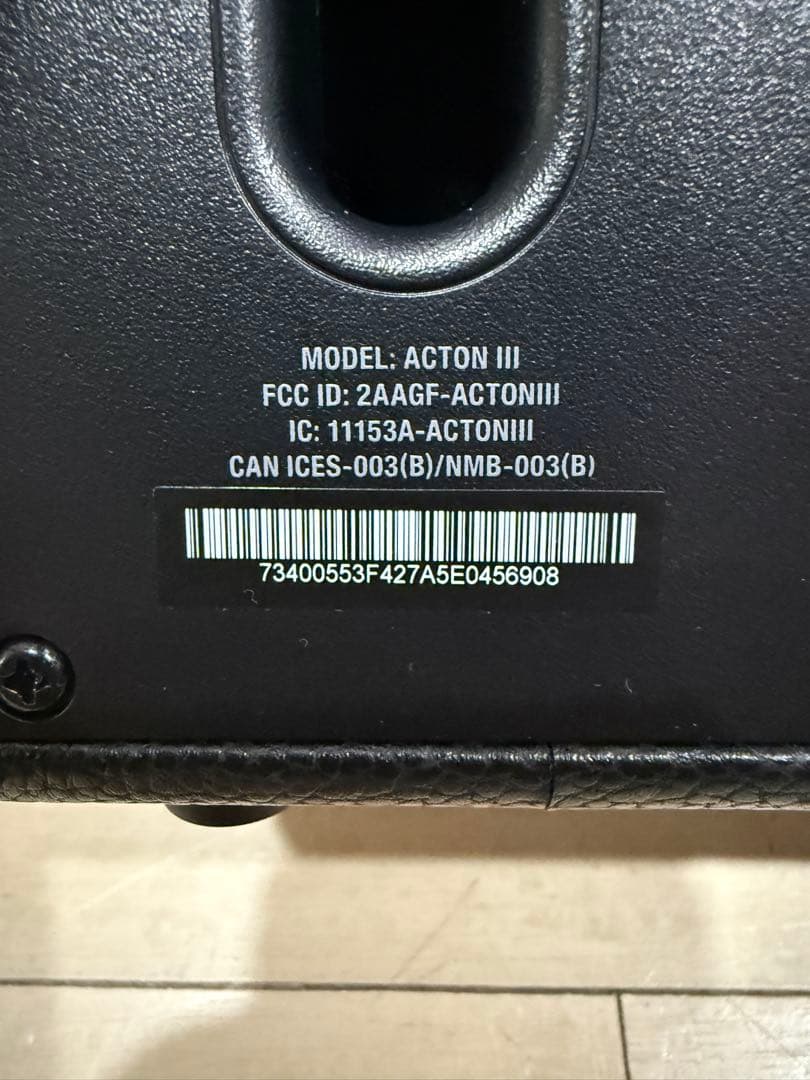 MODEL: ACTON III
FCC ID: 2AAGF-ACTONIII
IC: 11153A-ACTONIII
CAN ICES-003(B)/NMB-003(B)
73400553F427A5E0456908